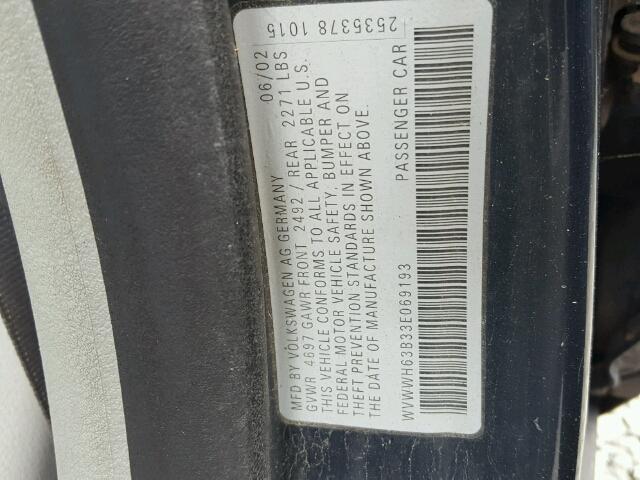 2535378 1015
06/02
MFD BY VOLKSWAGEN AG GERMANY
GVWR 4697 GAWR FRONT 2492 / REAR 2271 LBS
THIS VEHICLE CONFORMS TO ALL APPLICABLE U.S.
FEDERAL MOTOR VEHICLE SAFETY, BUMPER AND
THEFT PREVENTION STANDARDS IN EFFECT ON
THE DATE OF MANUFACTURE SHOWN ABOVE.
WVWWH63B33E069193 PASSENGER CAR